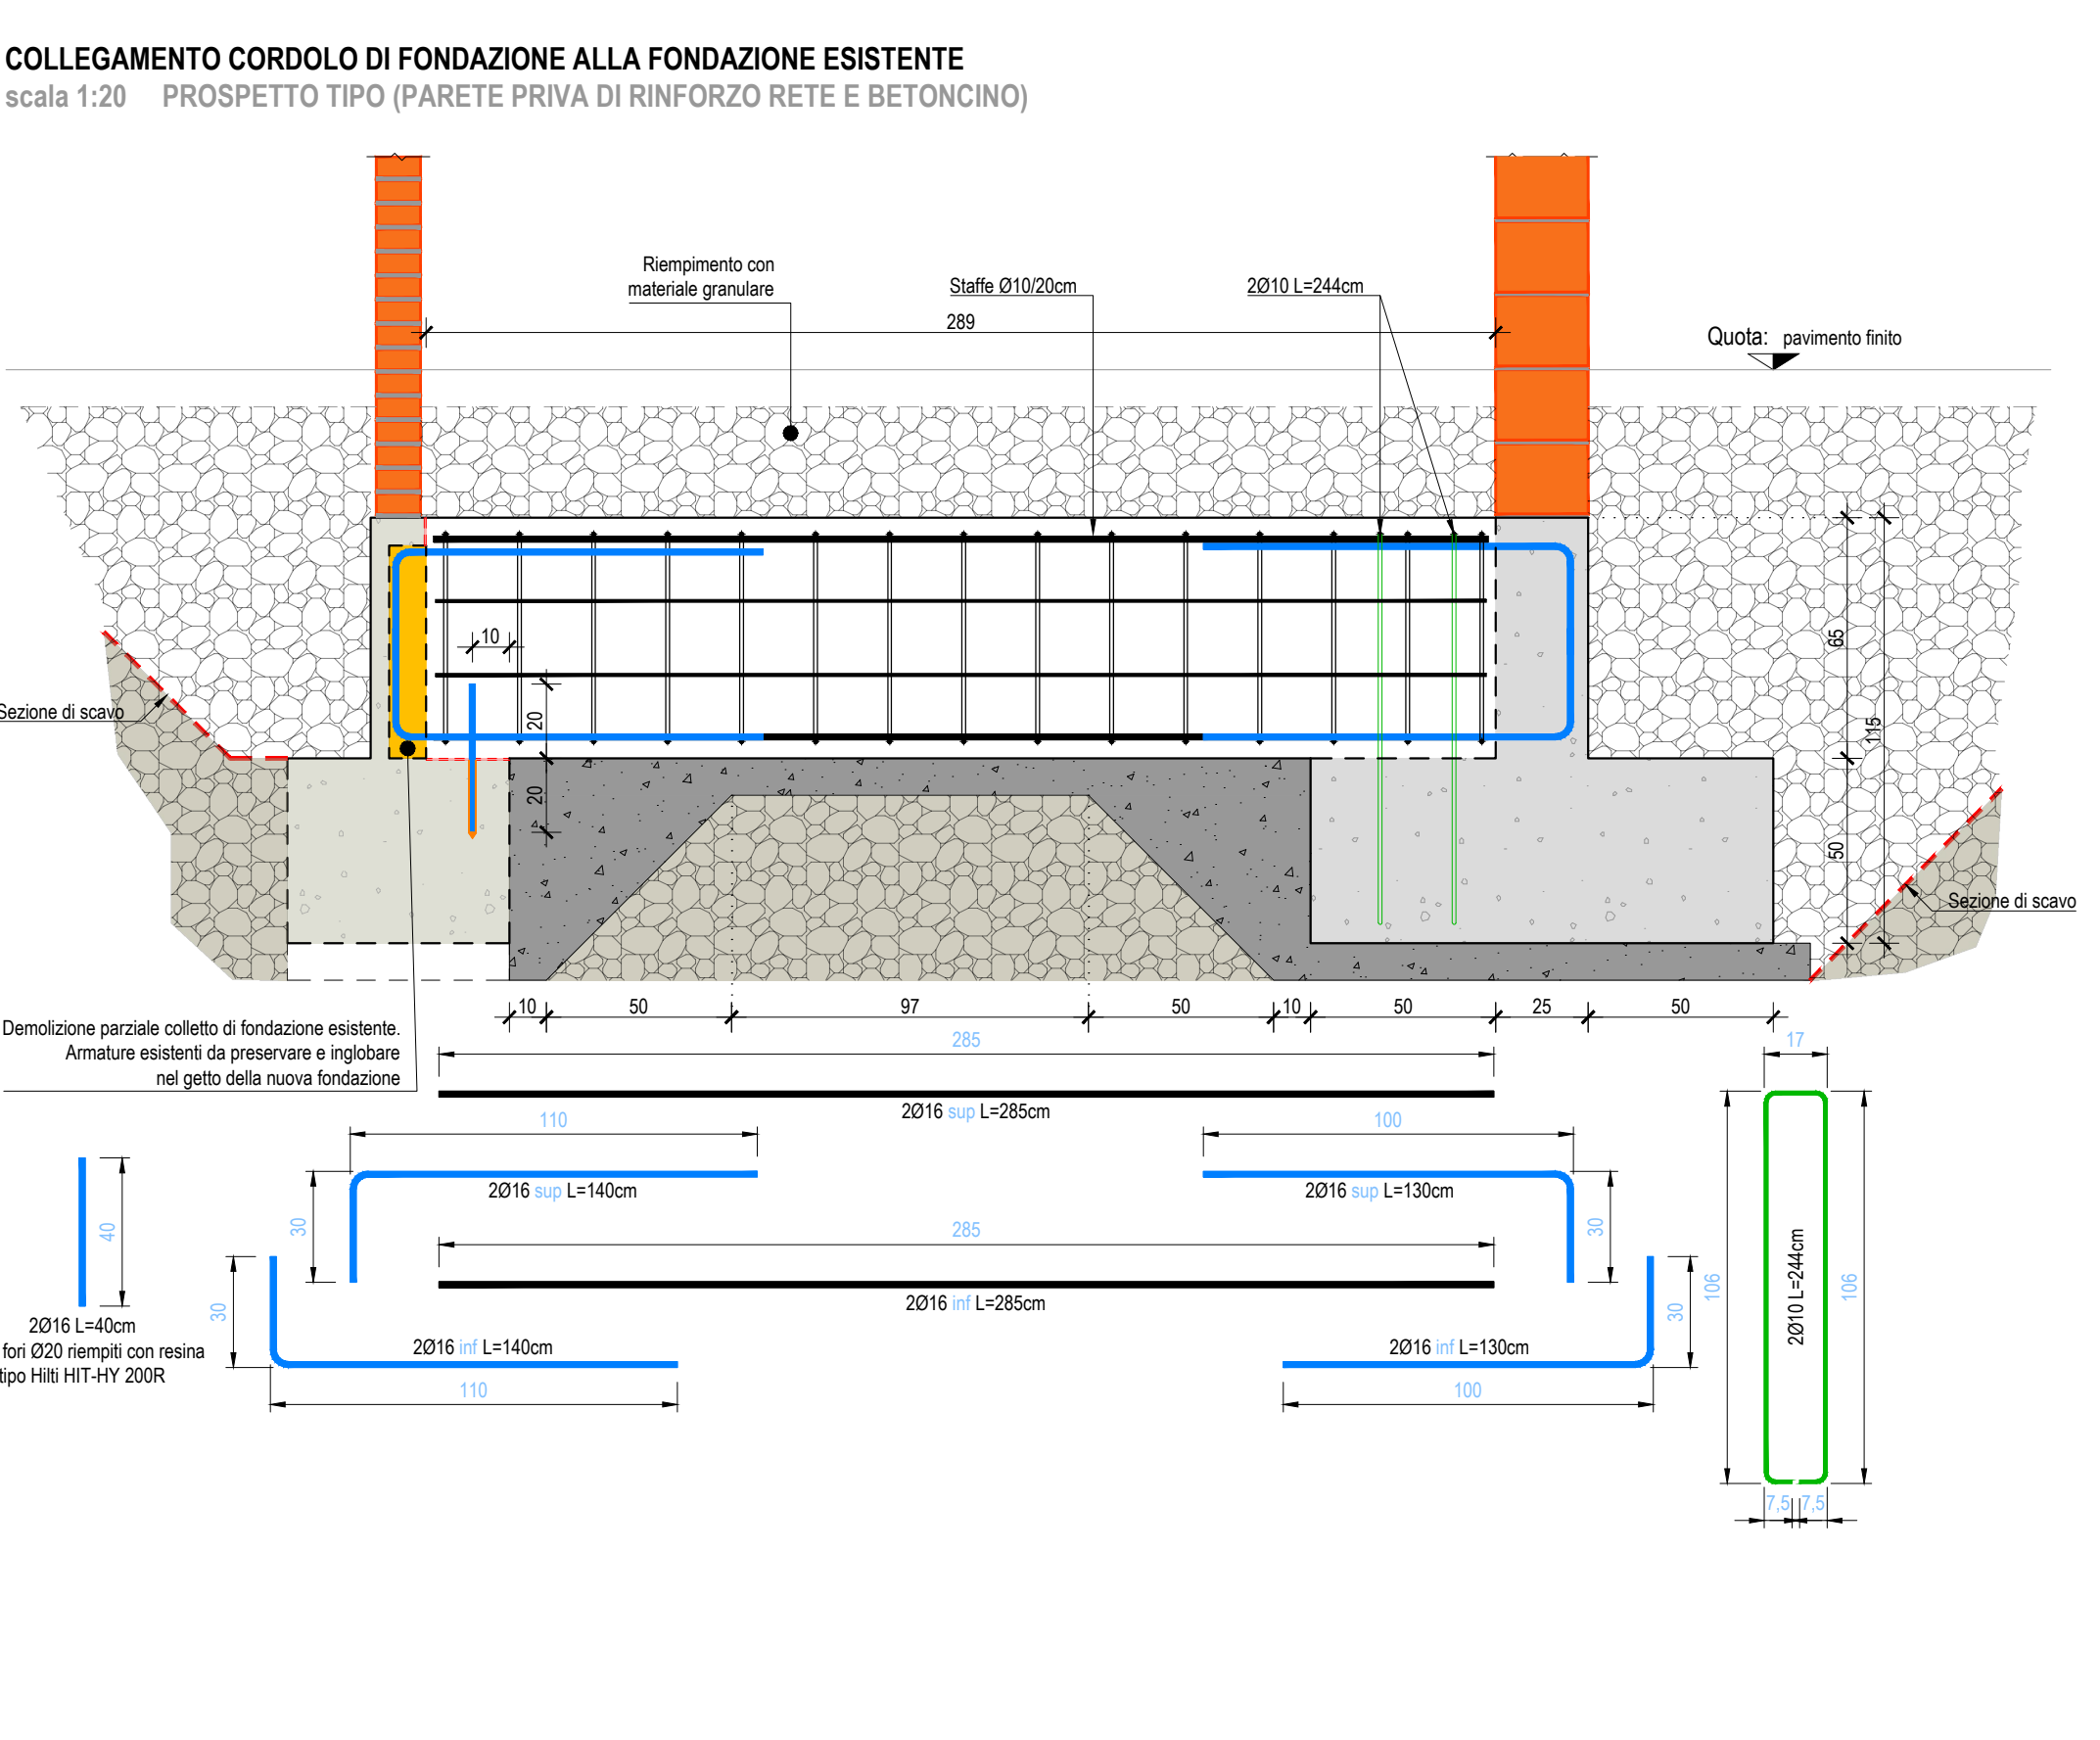 COLLEGAMENTO CORDOLO DI FONDAZIONE ALLA FONDAZIONE ESISTENTE
scala 1:20 PROSPETTO TIPO (PARETE PRIVA DI RINFORZO RETE E BETONCINO)
Riempimento con
materiale granulare
Staffe Ø10/20cm
2Ø10 L=244cm
289
Quota: pavimento finito
10
65
Sezione di scavo
20
115
20
50
Sezione di scavo
10
50
97
50
10
50
25
50
Demolizione parziale colletto di fondazione esistente.
Armature esistenti da preservare e inglobare
nel getto della nuova fondazione
285
17
2Ø16 sup L=285cm
110
100
2Ø16 sup L=140cm
2Ø16 sup L=130cm
40
30
285
30
2Ø16 inf L=285cm
30
30
106
2Ø10 L=244cm
106
2Ø16 L=40cm
fori Ø20 riempiti con resina
tipo Hilti HIT-HY 200R
2Ø16 inf L=140cm
2Ø16 inf L=130cm
110
100
7,5
7,5